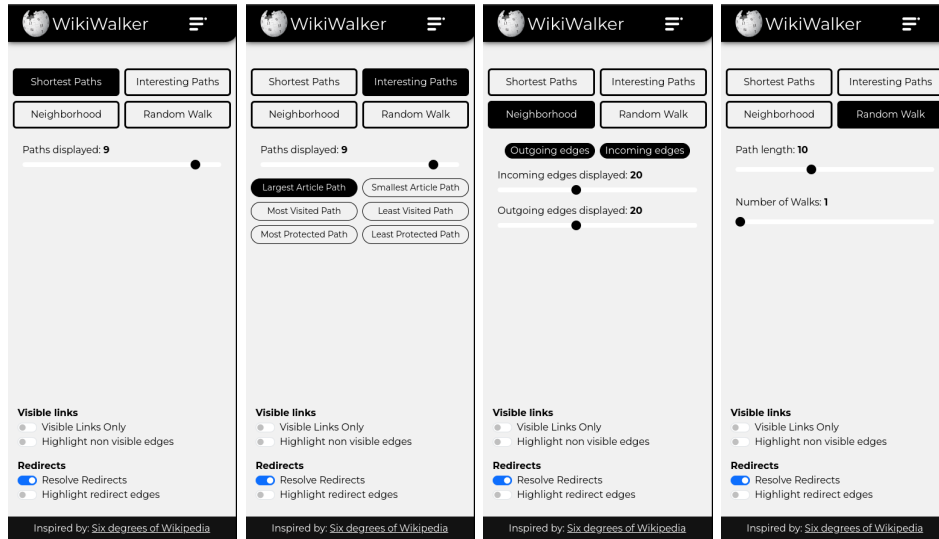 WikiWalker
Shortest Paths
Interesting Paths
Neighborhood
Random Walk
Paths displayed: 9
Visible links
Visible Links Only
Highlight non visible edges
Redirects
Resolve Redirects
Highlight redirect edges
Inspired by: Six degrees of Wikipedia
WikiWalker
Shortest Paths
Interesting Paths
Neighborhood
Random Walk
Paths displayed: 9
Largest Article Path
Smallest Article Path
Most Visited Path
Least Visited Path
Most Protected Path
Least Protected Path
Visible links
Visible Links Only
Highlight non visible edges
Redirects
Resolve Redirects
Highlight redirect edges
Inspired by: Six degrees of Wikipedia
WikiWalker
Shortest Paths
Interesting Paths
Neighborhood
Random Walk
Outgoing edges
Incoming edges
Incoming edges displayed: 20
Outgoing edges displayed: 20
Visible links
Visible Links Only
Highlight non visible edges
Redirects
Resolve Redirects
Highlight redirect edges
Inspired by: Six degrees of Wikipedia
WikiWalker
Shortest Paths
Interesting Paths
Neighborhood
Random Walk
Path length: 10
Number of Walks: 1
Visible links
Visible Links Only
Highlight non visible edges
Redirects
Resolve Redirects
Highlight redirect edges
Inspired by: Six degrees of Wikipedia